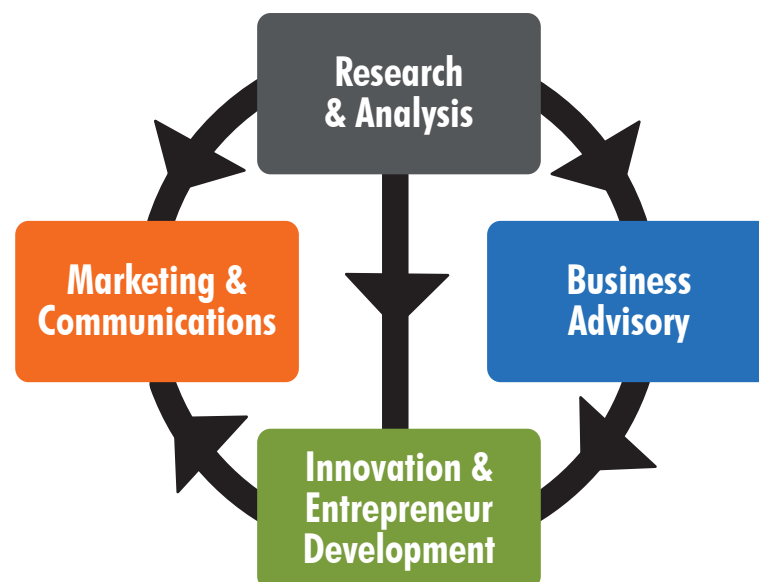 Research
& Analysis
Marketing &
Communications
Business
Advisory
Innovation &
Entrepreneur
Development